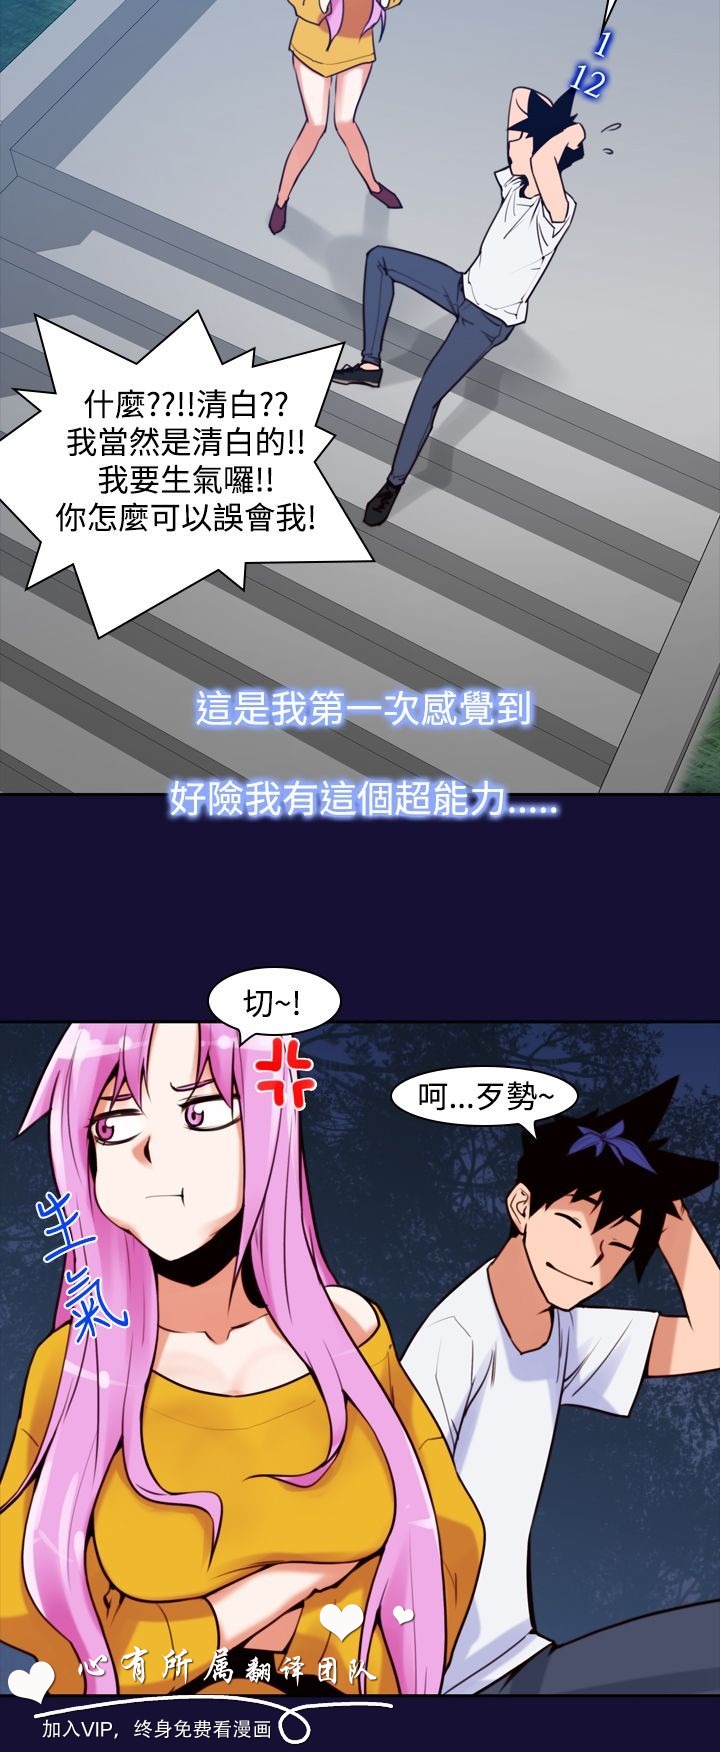 1
12
什麼??!!清白??
我當然是清白的!!
我要生氣囉!!
你怎麼可以誤會我!
這是我第一次感覺到
好險我有這個超能力.....
切~!
呵...歹勢~
生氣
心有所属翻译团队
加入VIP，终身免费看漫画